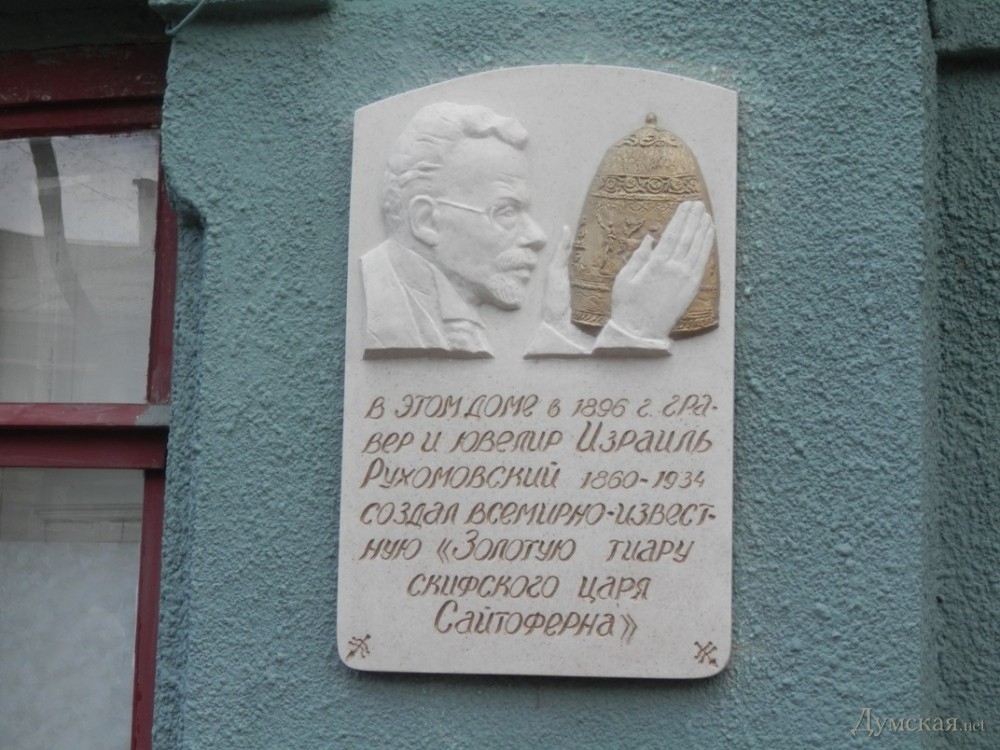 В ЭТОМ ДОМЕ в 1896 г. гра-
вер и ювелир Израиль
Рухомовский 1860-1934
создал всемирно-извест-
ную «Золотую тиару
скифского царя
Сайтоферна»
Думская.net